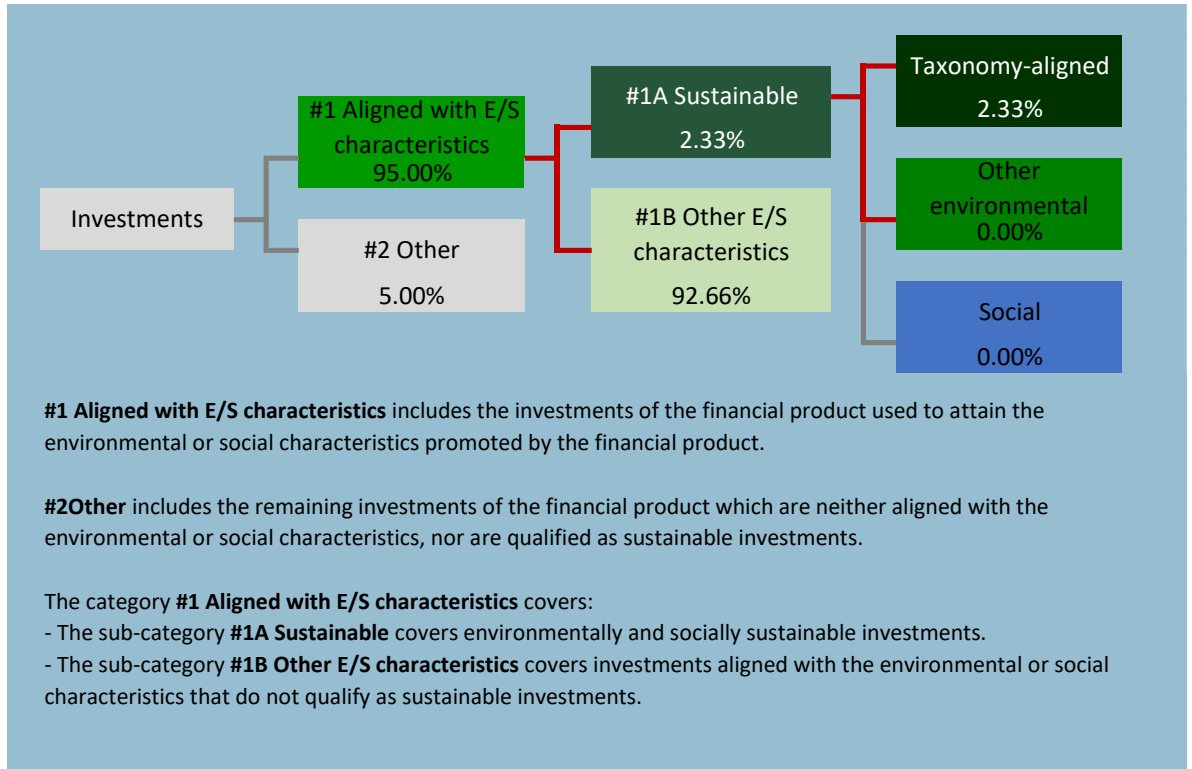 Investments
#1 Aligned with E/S
characteristics
95.00%
#2 Other
5.00%
#1A Sustainable
2.33%
#1B Other E/S
characteristics
92.66%
Taxonomy-aligned
2.33%
Other
environmental
0.00%
Social
0.00%
#1 Aligned with E/S characteristics includes the investments of the financial product used to attain the
environmental or social characteristics promoted by the financial product.
#2Other includes the remaining investments of the financial product which are neither aligned with the
environmental or social characteristics, nor are qualified as sustainable investments.
The category #1 Aligned with E/S characteristics covers:
- The sub-category #1A Sustainable covers environmentally and socially sustainable investments.
- The sub-category #1B Other E/S characteristics covers investments aligned with the environmental or social
characteristics that do not qualify as sustainable investments.